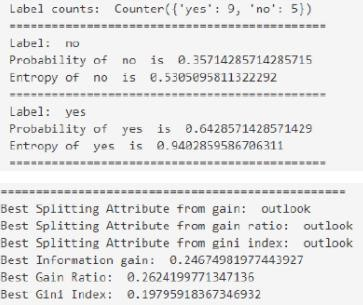 Label counts:  Counter({'yes': 9, 'no': 5})
==================================================
Label:  no
Probability of  no  is  0.35714285714285715
Entropy of  no  is  0.5305095811322292
==================================================
Label:  yes
Probability of  yes  is  0.6428571428571429
Entropy of  yes  is  0.9402859586706311
==================================================
==================================================
Best Splitting Attribute from gain:  outlook
Best Splitting Attribute from gain ratio:  outlook
Best Splitting Attribute from gini index:  outlook
Best Information gain:  0.24674981977443927
Best Gain Ratio:  0.2624199771347136
Best Gini Index:  0.19795918367346932